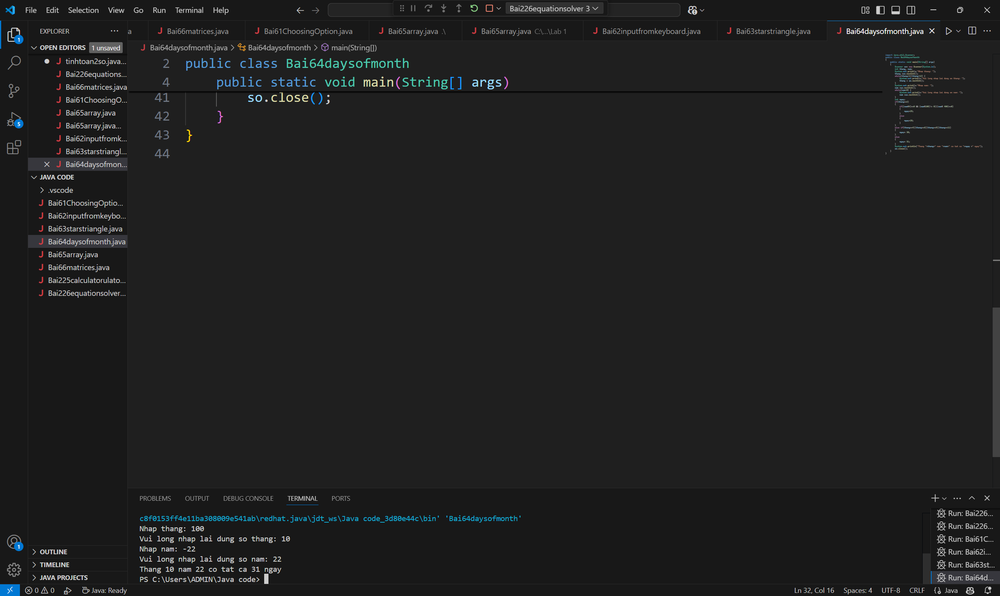 File Edit Selection View Go Run Terminal Help
Bai226equationsolver 3
EXPLORER
a
Bai66matrices.java
Bai61ChoosingOption.java
Bai65array.java .\
Bai65array.java C:\...\Lab 1
Bai62inputfromkeyboard.java
Bai63starstriangle.java
Bai64daysofmonth.java
OPEN EDITORS 1 unsaved
tinhtoan2so.java...
Bai226equations...
Bai66matrices.java
Bai61ChoosingO...
Bai65array.java
Bai65array.java...
Bai62inputfromk...
Bai63starstriangl...
Bai64daysofmon...
JAVA CODE
.vscode
Bai61ChoosingOptio...
Bai62inputfromkeybo...
Bai63starstriangle.java
Bai64daysofmonth.java
Bai65array.java
Bai66matrices.java
Bai225calculatorulato...
Bai226equationsolver...
OUTLINE
TIMELINE
JAVA PROJECTS
1
5
1
Bai64daysofmonth.java > Bai64daysofmonth > main(String[])
2 public class Bai64daysofmonth
4 public static void main(String[] args)
41 so.close();
42 }
43 }
44
PROBLEMS OUTPUT DEBUG CONSOLE TERMINAL PORTS
c8f0153ff4e11ba308009e541ab\redhat.java\jdt_ws\Java code_3d80e44c\bin' 'Bai64daysofmonth'
Nhap thang: 100
Vui long nhap lai dung so thang: 10
Nhap nam: -22
Vui long nhap lai dung so nam: 22
Thang 10 nam 22 co tat ca 31 ngay
PS C:\Users\ADMIN\Java code>
Run: Bai226...
Run: Bai226...
Run: Bai61C...
Run: Bai62i...
Run: Bai63st...
Run: Bai64d...
0 0 Java: Ready
Ln 32, Col 16 Spaces: 4 UTF-8 CRLF Java